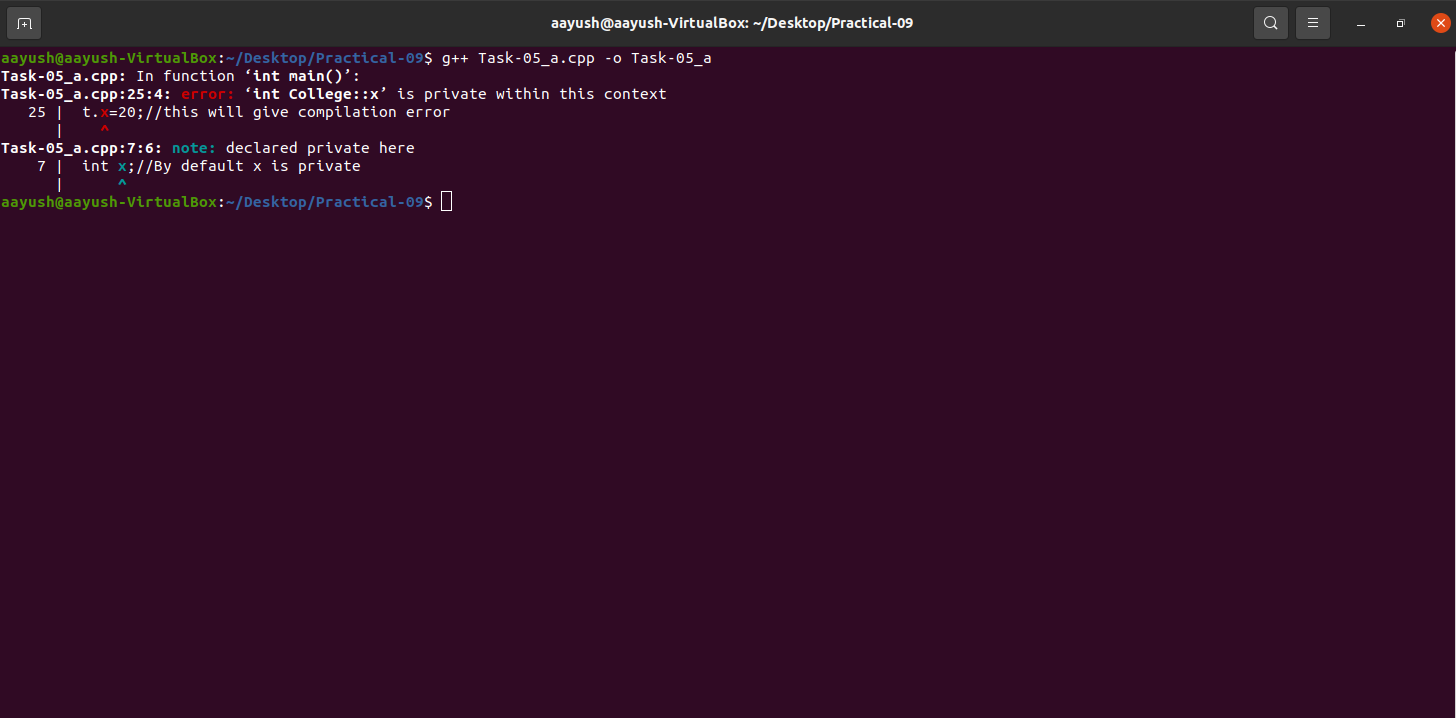 aayush@aayush-VirtualBox: ~/Desktop/Practical-09
aayush@aayush-VirtualBox:~/Desktop/Practical-09$ g++ Task-05_a.cpp -o Task-05_a
Task-05_a.cpp: In function ‘int main()’:
Task-05_a.cpp:25:4: error: ‘int College::x’ is private within this context
   25 |  t.x=20;//this will give compilation error
      |    ^
Task-05_a.cpp:7:6: note: declared private here
    7 |  int x;//By default x is private
      |      ^
aayush@aayush-VirtualBox:~/Desktop/Practical-09$